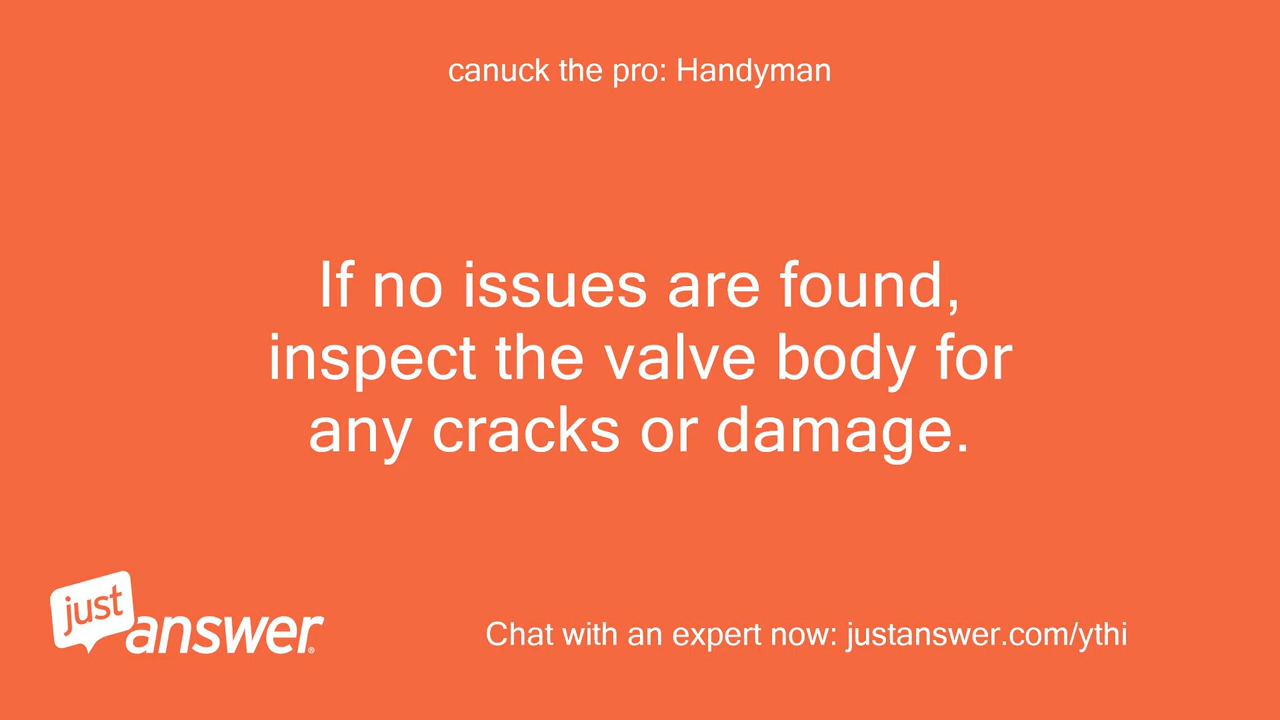 canuck the pro: Handyman
If no issues are found,
inspect the valve body for
any cracks or damage.
just
answer®
Chat with an expert now: justanswer.com/ythi